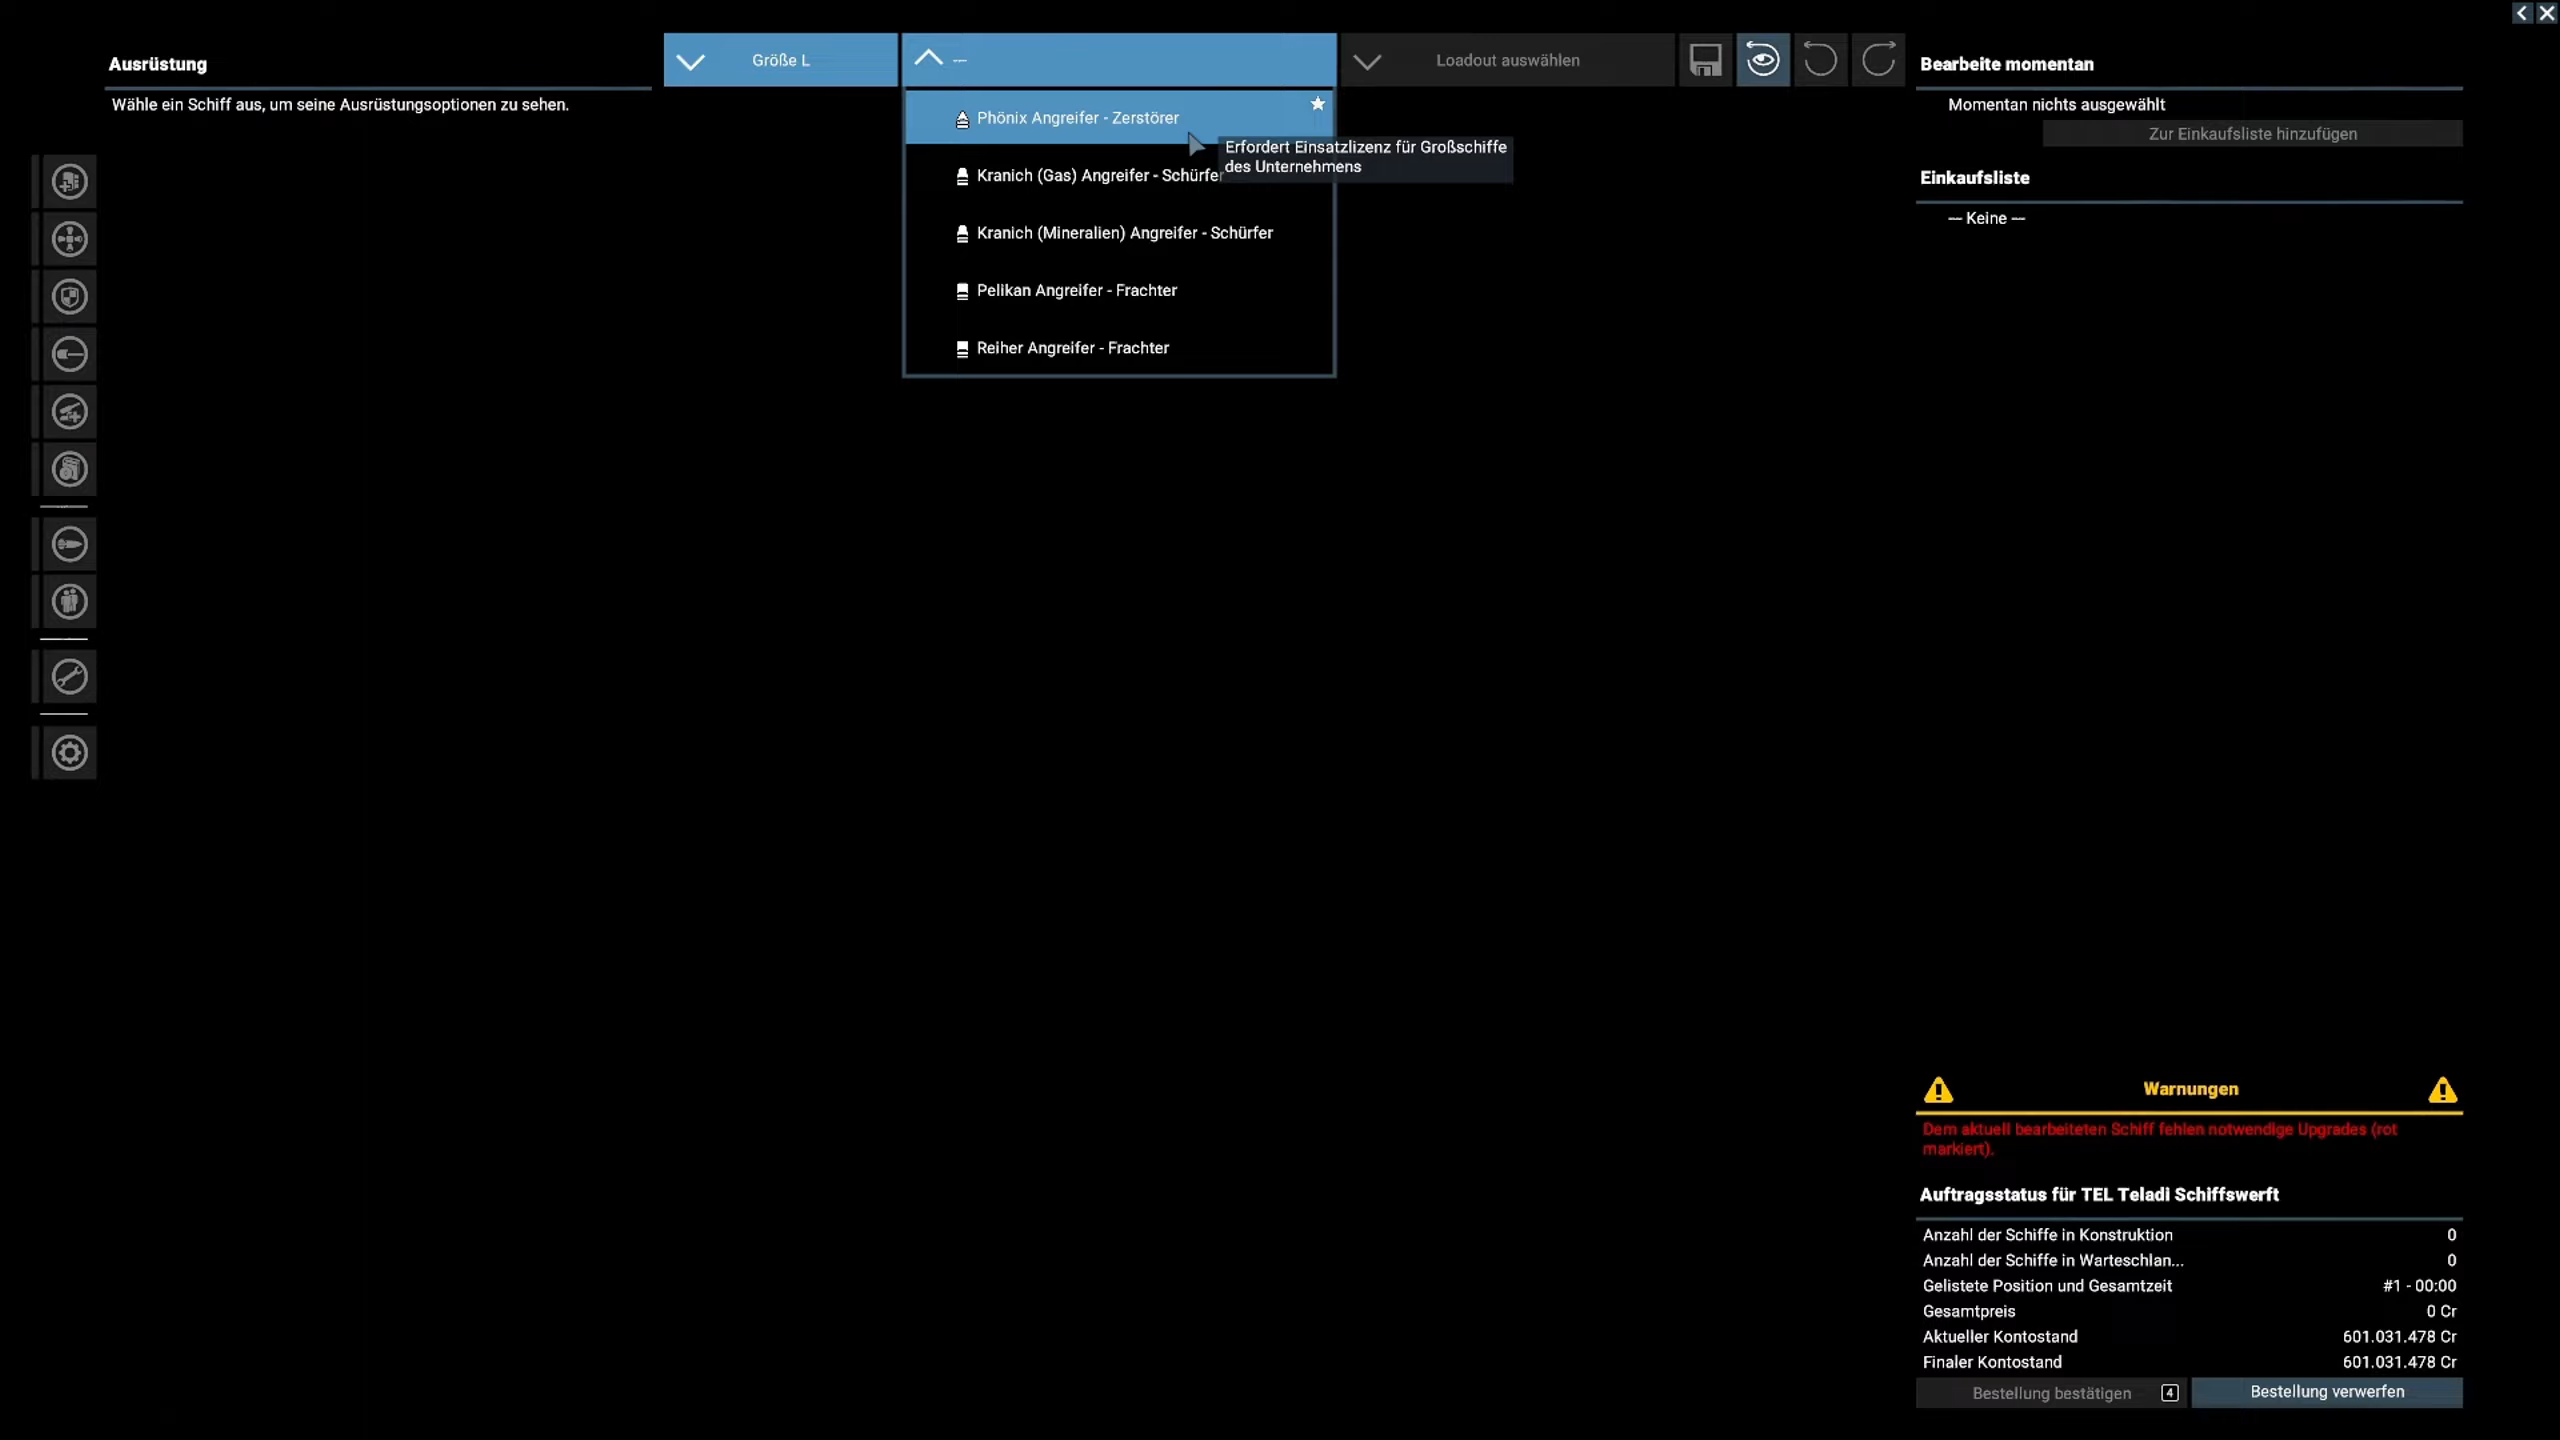 Ausrüstung
Wähle ein Schiff aus, um seine Ausrüstungsoptionen zu sehen.
Größe L
---
Loadout auswählen
Phönix Angreifer - Zerstörer
Erfordert Einsatzlizenz für Großschiffe
des Unternehmens
Kranich (Gas) Angreifer - Schürfer
Kranich (Mineralien) Angreifer - Schürfer
Pelikan Angreifer - Frachter
Reiher Angreifer - Frachter
Bearbeite momentan
Momentan nichts ausgewählt
Zur Einkaufsliste hinzufügen
Einkaufsliste
--- Keine ---
Warnungen
Dem aktuell bearbeiteten Schiff fehlen notwendige Upgrades (rot
markiert).
Auftragsstatus für TEL Teladi Schiffswerft
Anzahl der Schiffe in Konstruktion 0
Anzahl der Schiffe in Warteschlan... 0
Gelistete Position und Gesamtzeit #1 - 00:00
Gesamtpreis 0 Cr
Aktueller Kontostand 601.031.478 Cr
Finaler Kontostand 601.031.478 Cr
Bestellung bestätigen 4
Bestellung verwerfen